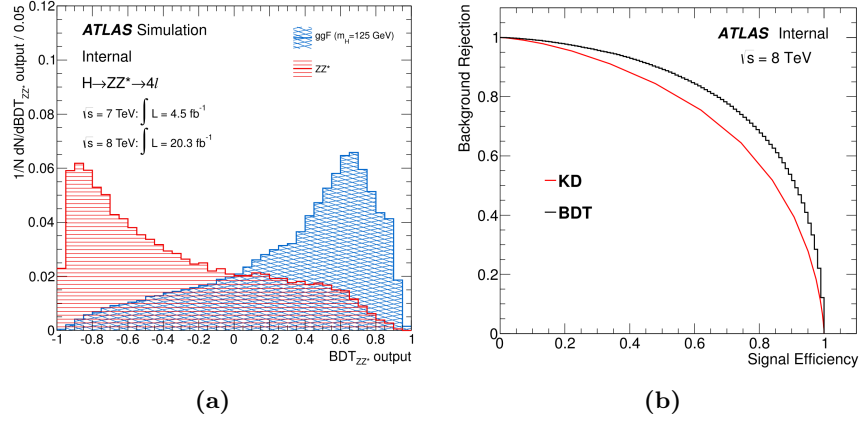 ATLAS Simulation
Internal
H→ZZ*→4l
√s = 7 TeV: ∫ L = 4.5 fb⁻¹
√s = 8 TeV: ∫ L = 20.3 fb⁻¹
ggF (m_H=125 GeV)
ZZ*
1/N dN/dBDT_ZZ* output / 0.05
0.12
0.1
0.08
0.06
0.04
0.02
0
-1 -0.8 -0.6 -0.4 -0.2 0 0.2 0.4 0.6 0.8 1
BDT_ZZ* output
(a)
ATLAS Internal
√s = 8 TeV
Background Rejection
1
0.8
0.6
0.4
0.2
0
KD
BDT
0 0.2 0.4 0.6 0.8 1
Signal Efficiency
(b)